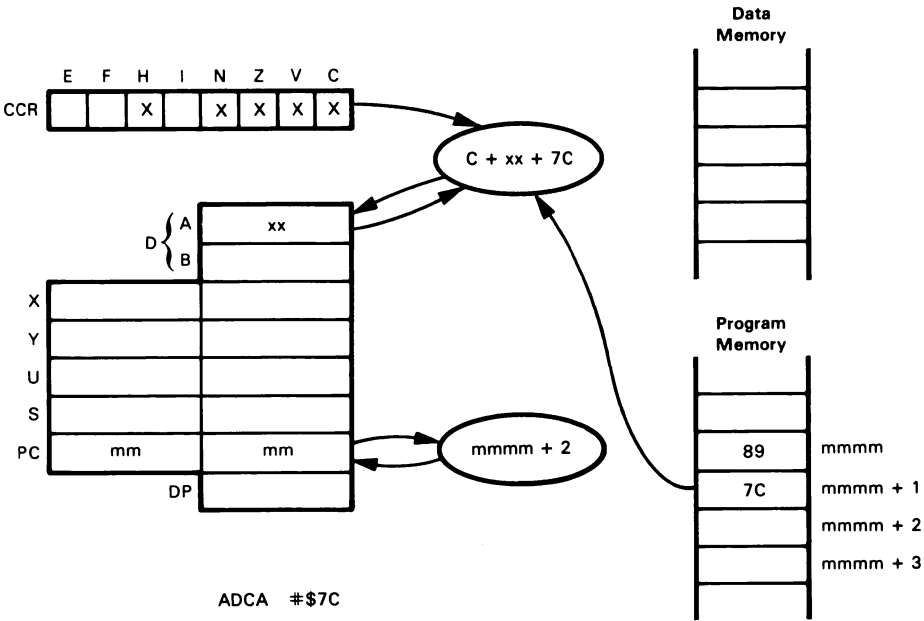 Data
Memory
E F H I N Z V C
CCR X X X X X
C + xx + 7C
D { A xx
B
X
Y
U
S
PC mm mm
mmmm + 2
DP
Program
Memory
89 mmmm
7C mmmm + 1
mmmm + 2
mmmm + 3
ADCA #$7C